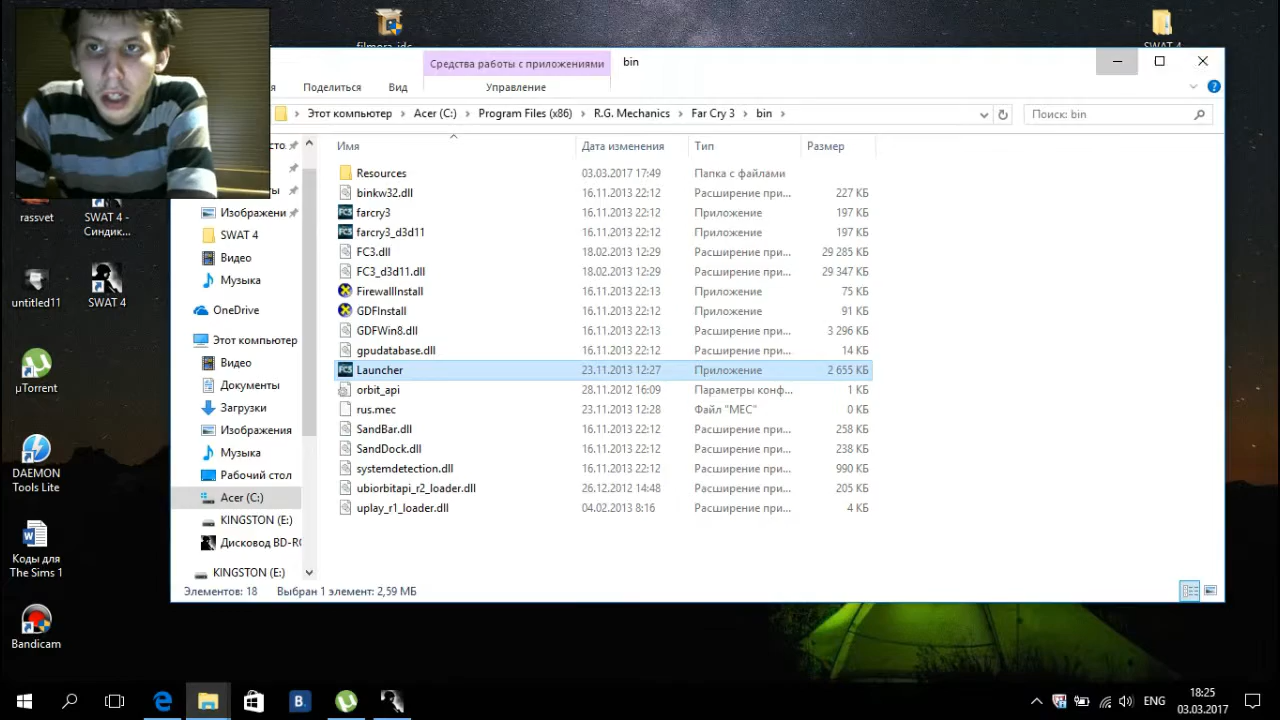 filmora_idc
SWAT 4
Средства работы с приложениями
bin
Поделиться
Вид
Управление
Этот компьютер
Acer (C:)
Program Files (x86)
R.G. Mechanics
Far Cry 3
bin
Поиск: bin
Имя
Дата изменения
Тип
Размер
Resources 03.03.2017 17:49 Папка с файлами
binkw32.dll 16.11.2013 22:12 Расширение при... 227 КБ
farcry3 16.11.2013 22:12 Приложение 197 КБ
farcry3_d3d11 16.11.2013 22:12 Приложение 197 КБ
FC3.dll 18.02.2013 12:29 Расширение при... 29 285 КБ
FC3_d3d11.dll 18.02.2013 12:29 Расширение при... 29 347 КБ
FirewallInstall 16.11.2013 22:13 Приложение 75 КБ
GDFInstall 16.11.2013 22:12 Приложение 91 КБ
GDFWin8.dll 16.11.2013 22:13 Расширение при... 3 296 КБ
gpudatabase.dll 16.11.2013 22:12 Расширение при... 14 КБ
Launcher 23.11.2013 12:27 Приложение 2 655 КБ
orbit_api 28.11.2012 16:09 Параметры конф... 1 КБ
rus.mec 23.11.2013 12:28 Файл "MEC" 0 КБ
SandBar.dll 16.11.2013 22:12 Расширение при... 258 КБ
SandDock.dll 16.11.2013 22:12 Расширение при... 238 КБ
systemdetection.dll 16.11.2013 22:12 Расширение при... 990 КБ
ubiorbitapi_r2_loader.dll 26.12.2012 14:48 Расширение при... 205 КБ
uplay_r1_loader.dll 04.02.2013 8:16 Расширение при... 4 КБ
Изображени
SWAT 4
Видео
Музыка
OneDrive
Этот компьютер
Видео
Документы
Загрузки
Изображения
Музыка
Рабочий стол
Acer (C:)
KINGSTON (E:)
Дисковод BD-RO
KINGSTON (E:)
Элементов: 18
Выбран 1 элемент: 2,59 МБ
rassvet
SWAT 4 -
Синдик...
untitled11
SWAT 4
µTorrent
DAEMON
Tools Lite
Коды для
The Sims 1
Bandicam
B.
ENG
18:25
03.03.2017